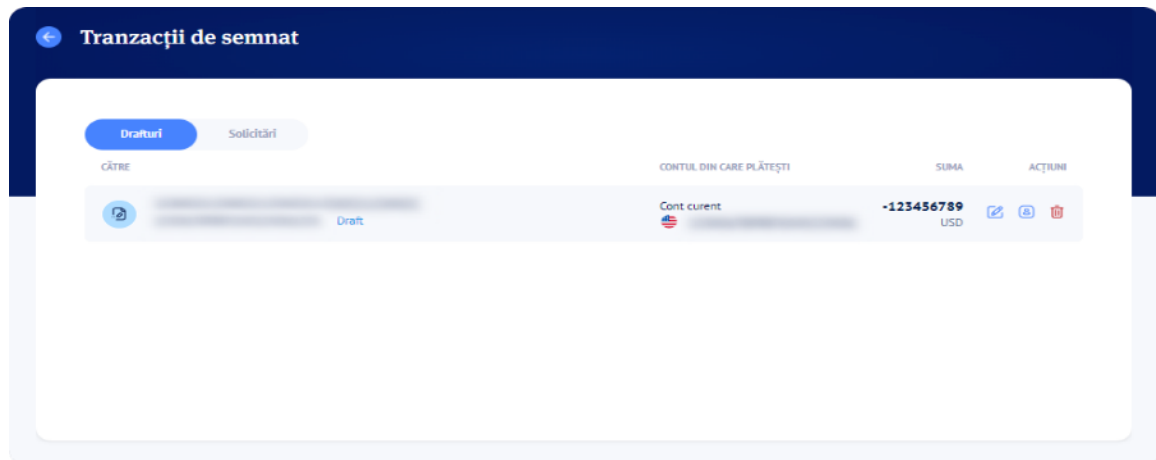 Tranzacții de semnat
Drafturi Solicitări
CĂTRE CONTUL DIN CARE PLĂTEȘTI SUMA ACȚIUNI
Cont curent -123456789
Draft USD